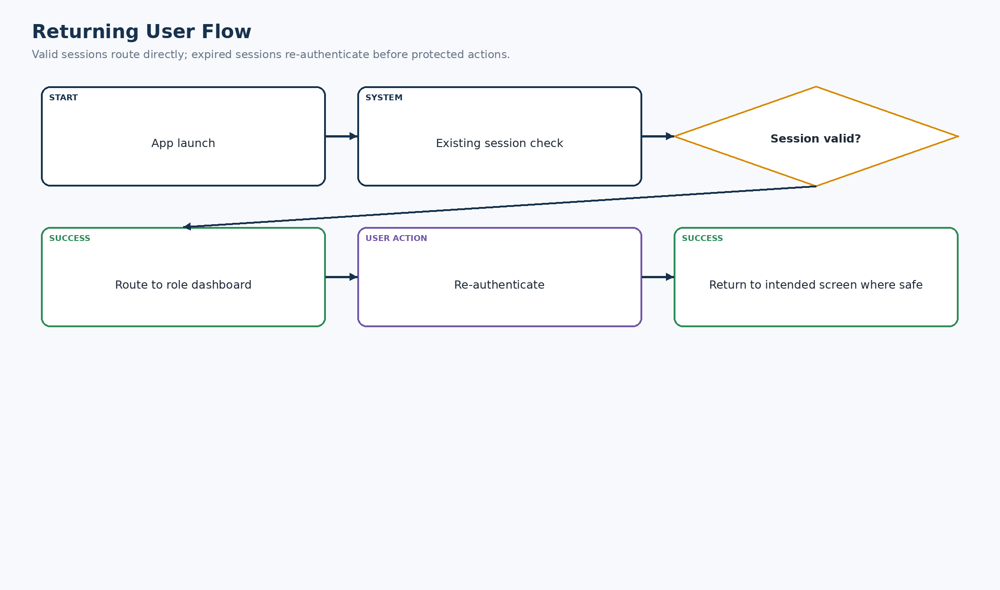 Returning User Flow
Valid sessions route directly; expired sessions re-authenticate before protected actions.
START
App launch
SYSTEM
Existing session check
Session valid?
SUCCESS
Route to role dashboard
USER ACTION
Re-authenticate
SUCCESS
Return to intended screen where safe